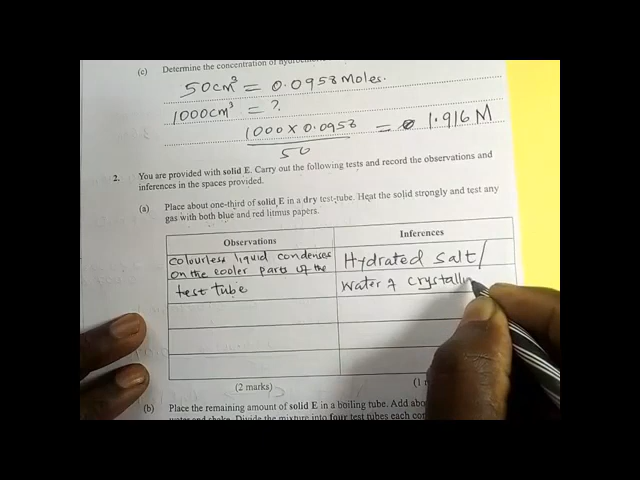 (c) Determine the concentration of
50cm³ = 0.0958 Moles.
1000cm³ = ?
1000 x 0.0958 = 1.916 M
50
2. You are provided with solid E. Carry out the following tests and record the observations and
inferences in the spaces provided.
(a) Place about one-third of solid E in a dry test-tube. Heat the solid strongly and test any
gas with both blue and red litmus papers.
Observations Inferences
colourless liquid condenses Hydrated salt/
on the cooler parts of the
test tube water of crystalli
(2 marks) (1
(b) Place the remaining amount of solid E in a boiling tube. Add
water and shake. Divide the mixture into four test tubes each